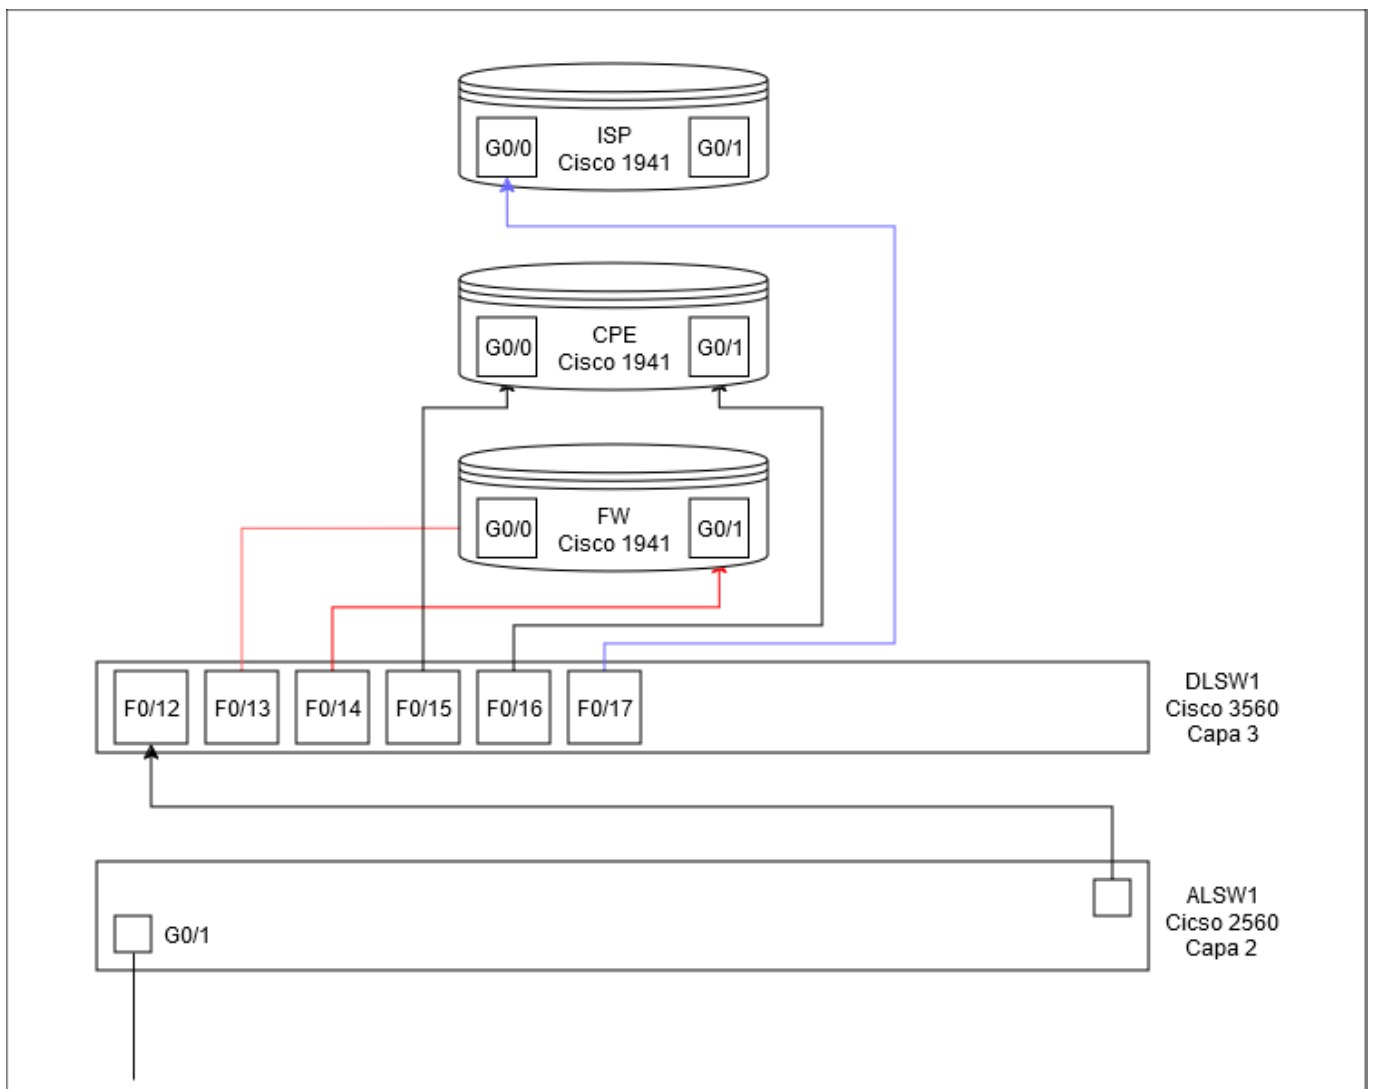 ISP
Cisco 1941
G0/0
G0/1
CPE
Cisco 1941
G0/0
G0/1
FW
Cisco 1941
G0/0
G0/1
F0/12
F0/13
F0/14
F0/15
F0/16
F0/17
DLSW1
Cisco 3560
Capa 3
G0/1
ALSW1
Cicso 2560
Capa 2